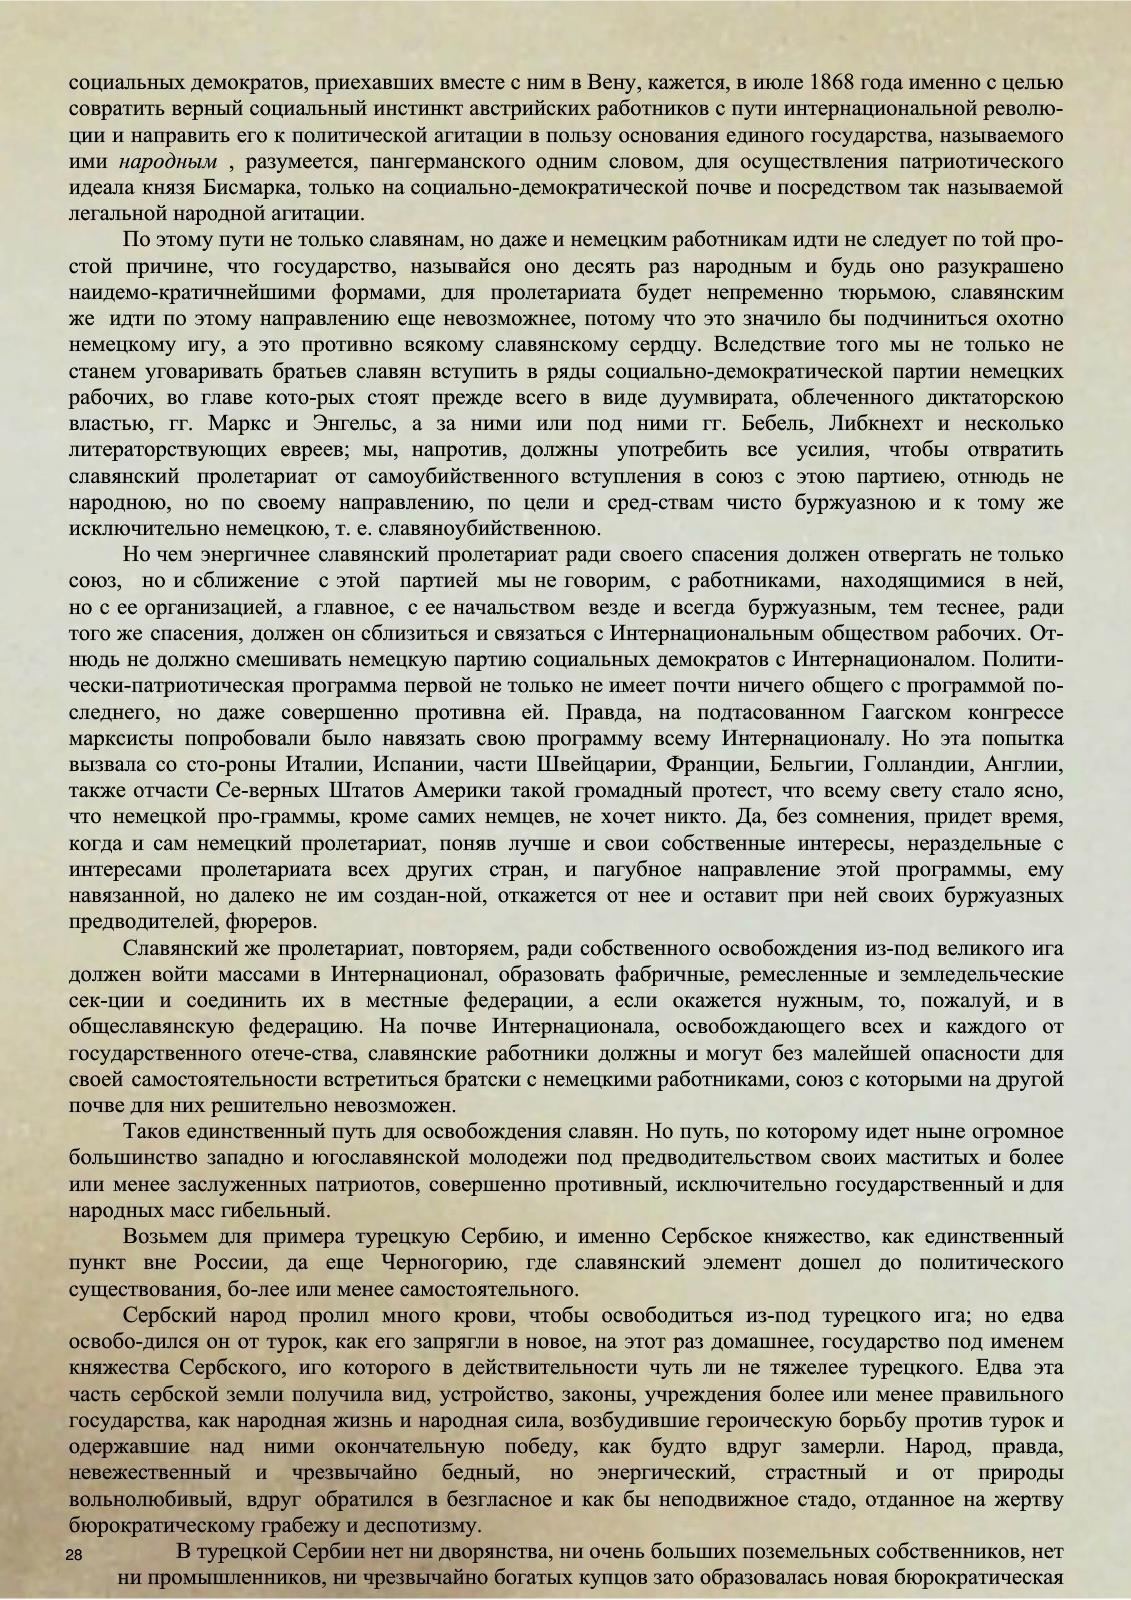 социальных демократов, приехавших вместе с ним в Вену, кажется, в июле 1868 года именно с целью
совратить верный социальный инстинкт австрийских работников с пути интернациональной револю-
ции и направить его к политической агитации в пользу основания единого государства, называемого
ими народным , разумеется, пангерманского одним словом, для осуществления патриотического
идеала князя Бисмарка, только на социально-демократической почве и посредством так называемой
легальной народной агитации.
По этому пути не только славянам, но даже и немецким работникам идти не следует по той про-
стой причине, что государство, называйся оно десять раз народным и будь оно разукрашено
наидемо-кратичнейшими формами, для пролетариата будет непременно тюрьмою, славянским
же идти по этому направлению еще невозможнее, потому что это значило бы подчиниться охотно
немецкому игу, а это противно всякому славянскому сердцу. Вследствие того мы не только не
станем уговаривать братьев славян вступить в ряды социально-демократической партии немецких
рабочих, во главе кото-рых стоят прежде всего в виде дуумвирата, облеченного диктаторскою
властью, гг. Маркс и Энгельс, а за ними или под ними гг. Бебель, Либкнехт и несколько
литераторствующих евреев; мы, напротив, должны употребить все усилия, чтобы отвратить
славянский пролетариат от самоубийственного вступления в союз с этою партиею, отнюдь не
народною, но по своему направлению, по цели и сред-ствам чисто буржуазною и к тому же
исключительно немецкою, т. е. славяноубийственною.
Но чем энергичнее славянский пролетариат ради своего спасения должен отвергать не только
союз, но и сближение с этой партией мы не говорим, с работниками, находящимися в ней,
но с ее организацией, а главное, с ее начальством везде и всегда буржуазным, тем теснее, ради
того же спасения, должен он сблизиться и связаться с Интернациональным обществом рабочих. От-
нюдь не должно смешивать немецкую партию социальных демократов с Интернационалом. Полити-
чески-патриотическая программа первой не только не имеет почти ничего общего с программой по-
следнего, но даже совершенно противна ей. Правда, на подтасованном Гаагском конгрессе
марксисты попробовали было навязать свою программу всему Интернационалу. Но эта попытка
вызвала со сто-роны Италии, Испании, части Швейцарии, Франции, Бельгии, Голландии, Англии,
также отчасти Се-верных Штатов Америки такой громадный протест, что всему свету стало ясно,
что немецкой про-граммы, кроме самих немцев, не хочет никто. Да, без сомнения, придет время,
когда и сам немецкий пролетариат, поняв лучше и свои собственные интересы, нераздельные с
интересами пролетариата всех других стран, и пагубное направление этой программы, ему
навязанной, но далеко не им создан-ной, откажется от нее и оставит при ней своих буржуазных
предводителей, фюреров.
Славянский же пролетариат, повторяем, ради собственного освобождения из-под великого ига
должен войти массами в Интернационал, образовать фабричные, ремесленные и земледельческие
сек-ции и соединить их в местные федерации, а если окажется нужным, то, пожалуй, и в
общеславянскую федерацию. На почве Интернационала, освобождающего всех и каждого от
государственного отече-ства, славянские работники должны и могут без малейшей опасности для
своей самостоятельности встретиться братски с немецкими работниками, союз с которыми на другой
почве для них решительно невозможен.
Таков единственный путь для освобождения славян. Но путь, по которому идет ныне огромное
большинство западно и югославянской молодежи под предводительством своих маститых и более
или менее заслуженных патриотов, совершенно противный, исключительно государственный и для
народных масс гибельный.
Возьмем для примера турецкую Сербию, и именно Сербское княжество, как единственный
пункт вне России, да еще Черногорию, где славянский элемент дошел до политического
существования, бо-лее или менее самостоятельного.
Сербский народ пролил много крови, чтобы освободиться из-под турецкого ига; но едва
освобо-дился он от турок, как его запрягли в новое, на этот раз домашнее, государство под именем
княжества Сербского, иго которого в действительности чуть ли не тяжелее турецкого. Едва эта
часть сербской земли получила вид, устройство, законы, учреждения более или менее правильного
государства, как народная жизнь и народная сила, возбудившие героическую борьбу против турок и
одержавшие над ними окончательную победу, как будто вдруг замерли. Народ, правда,
невежественный и чрезвычайно бедный, но энергический, страстный и от природы
вольнолюбивый, вдруг обратился в безгласное и как бы неподвижное стадо, отданное на жертву
бюрократическому грабежу и деспотизму.
28 В турецкой Сербии нет ни дворянства, ни очень больших поземельных собственников, нет
ни промышленников, ни чрезвычайно богатых купцов зато образовалась новая бюрократическая